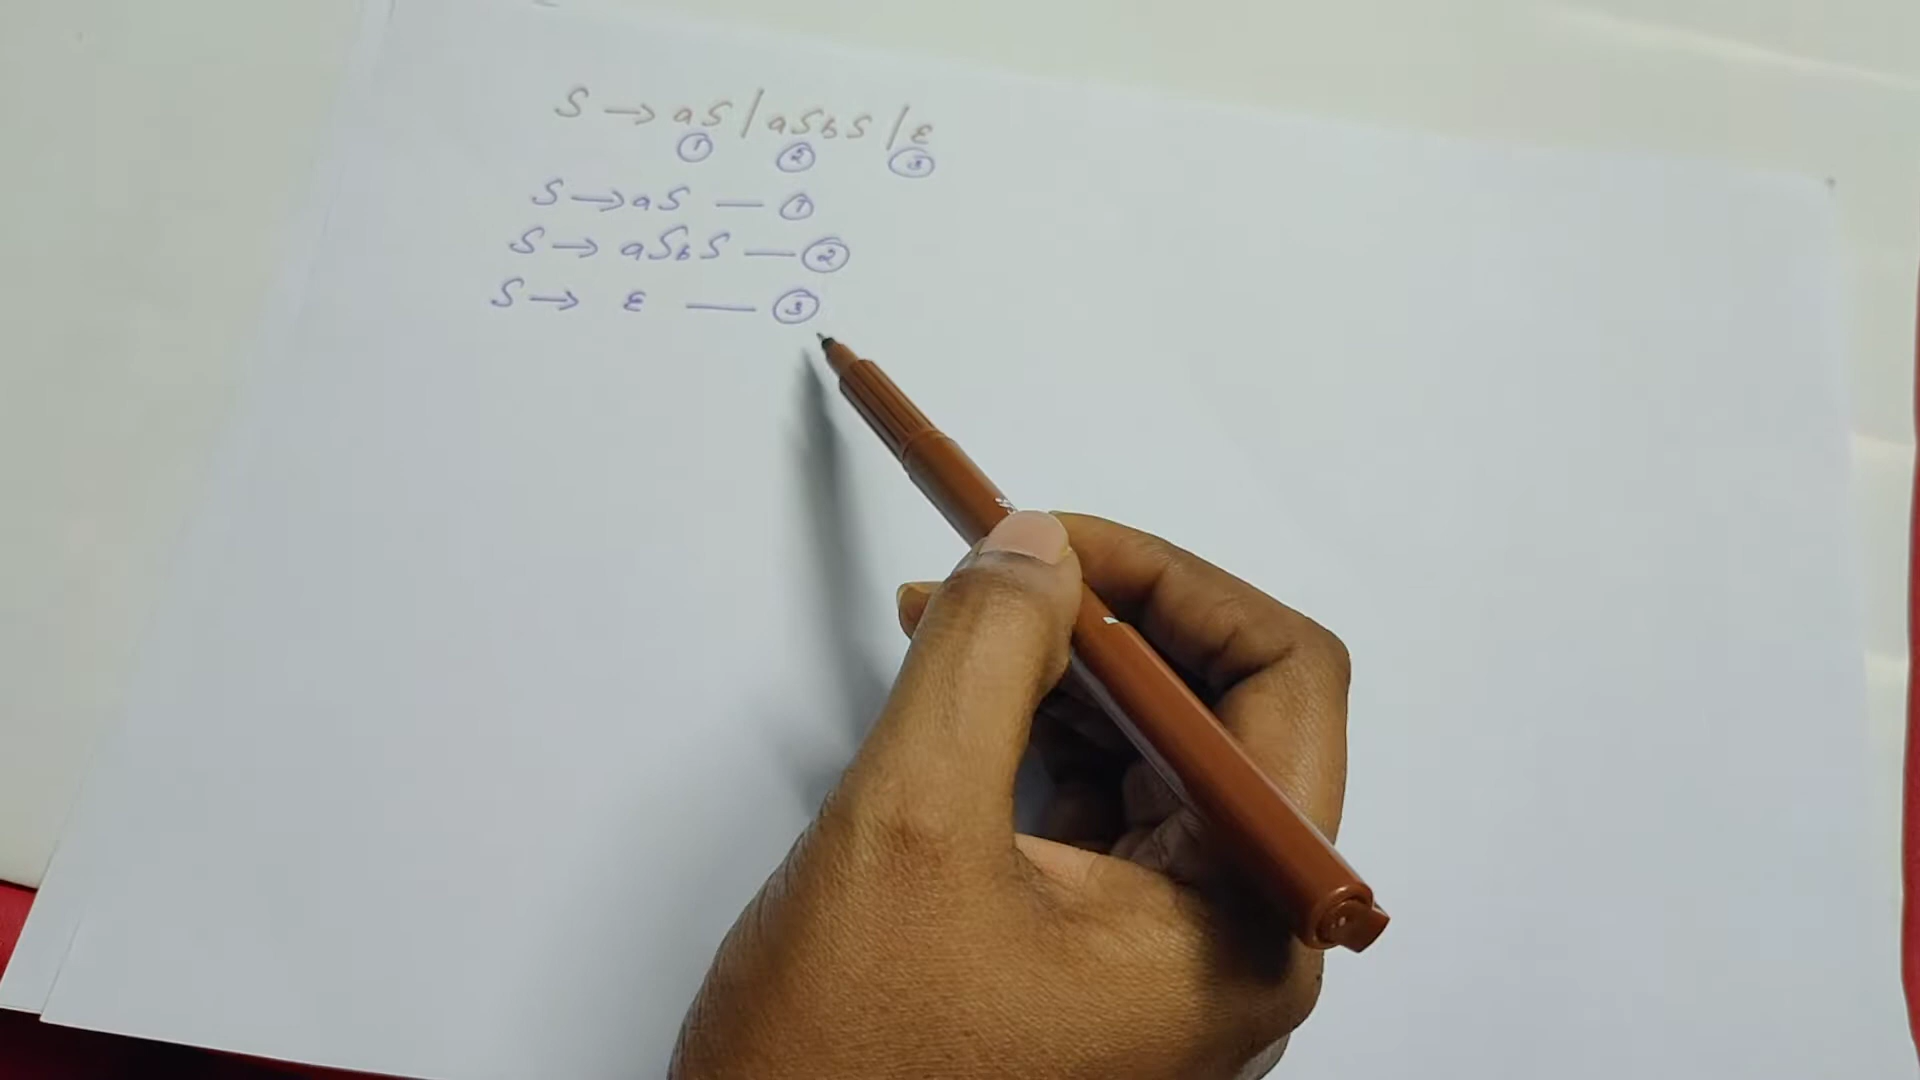 S → aS / aSbS / ε
① ② ③
S → aS — ①
S → aSbS — ②
S → ε — ③